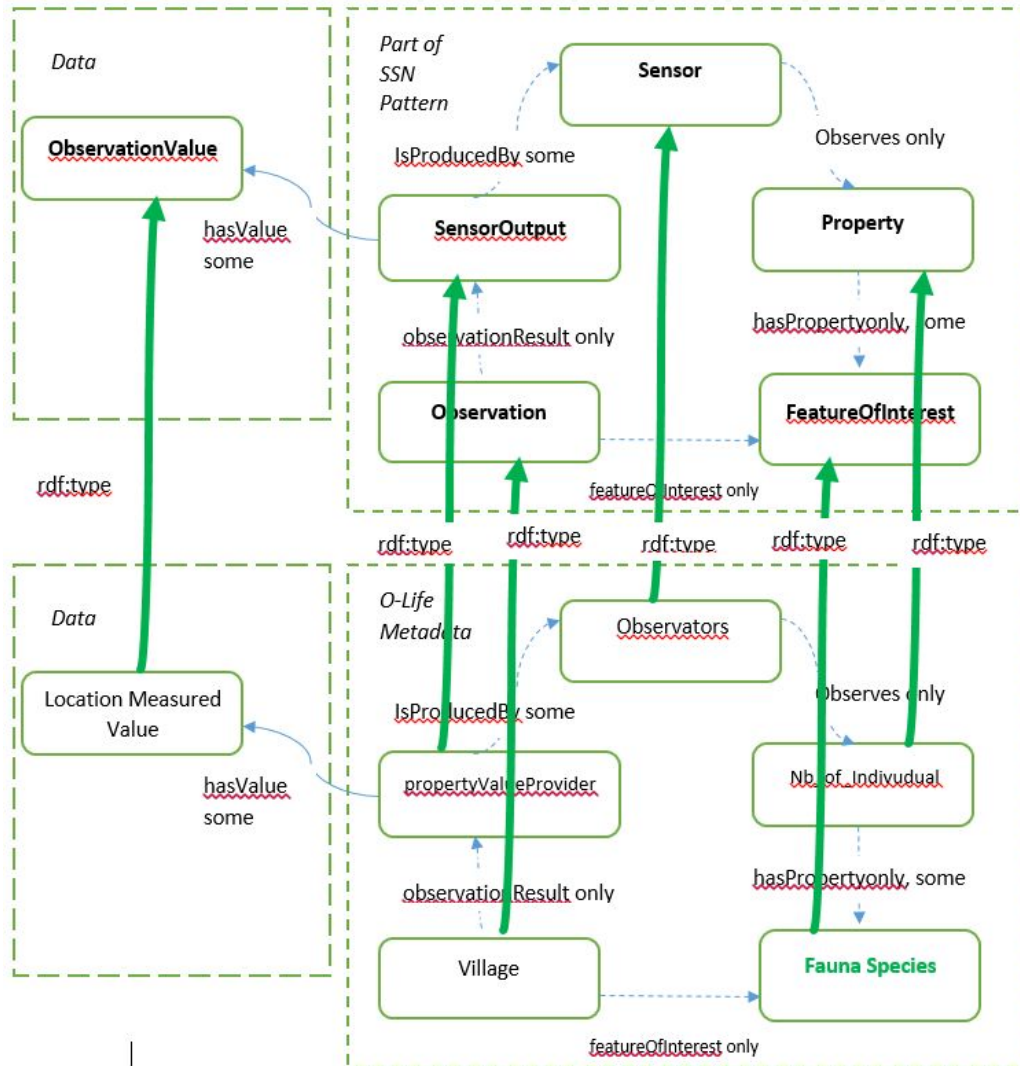 Data
Part of
SSN
Pattern
Sensor
ObservationValue
IsProducedBy some
Observes only
hasValue
some
SensorOutput
Property
observationResult only
hasPropertyonly, some
Observation
FeatureOfInterest
featureOfInterest only
rdf:type
rdf:type
rdf:type
rdf:type
rdf:type
rdf:type
Data
O-Life
Metadata
Observators
Location Measured
Value
IsProducedBy some
Observes only
hasValue
some
propertyValueProvider
Nb_of_Indivudual
observationResult only
hasPropertyonly, some
Village
Fauna Species
featureOfInterest only